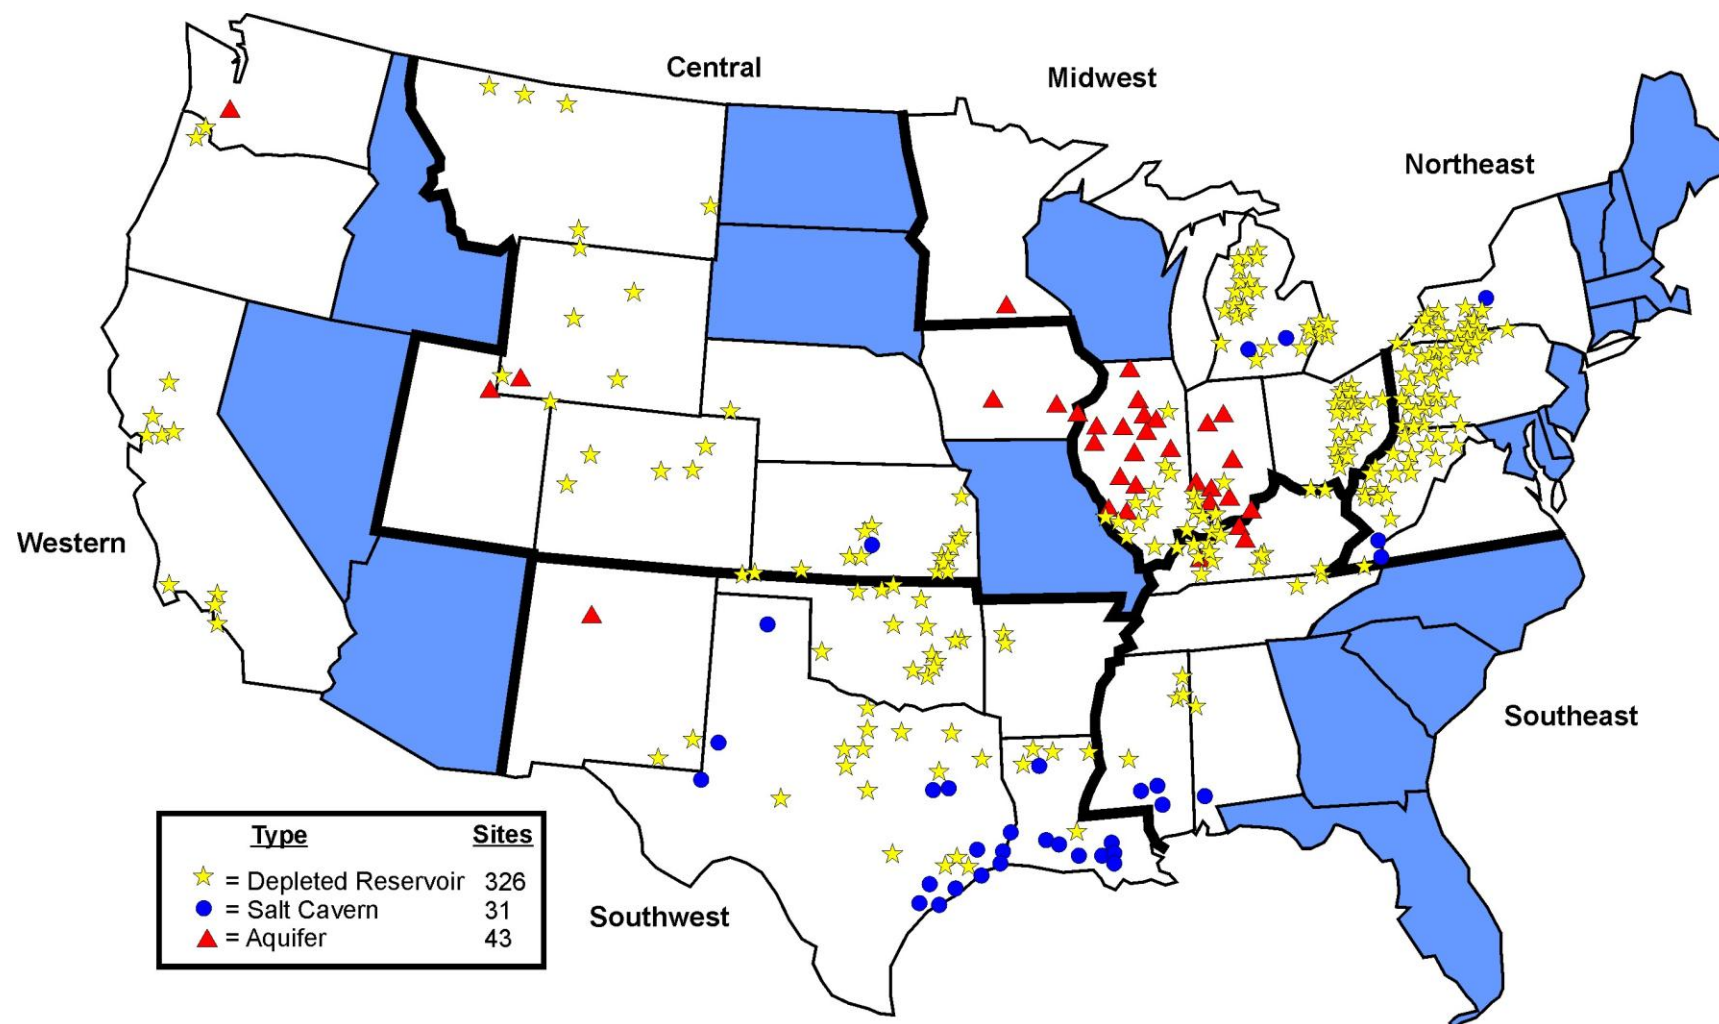 Central
Midwest
Northeast
Western
Southeast
Southwest
Type Sites
= Depleted Reservoir 326
= Salt Cavern 31
= Aquifer 43